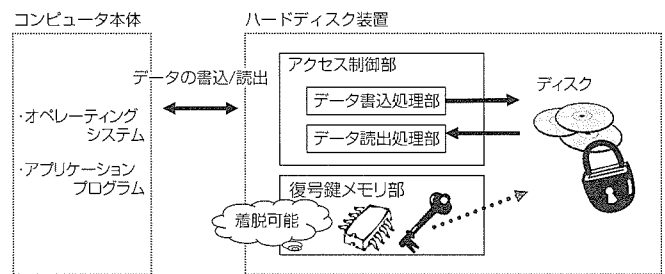 コンピュータ本体
ハードディスク装置
データの書込/読出
・オペレーティング
システム
・アプリケーション
プログラム
アクセス制御部
データ書込処理部
データ読出処理部
ディスク
復号鍵メモリ部
着脱可能